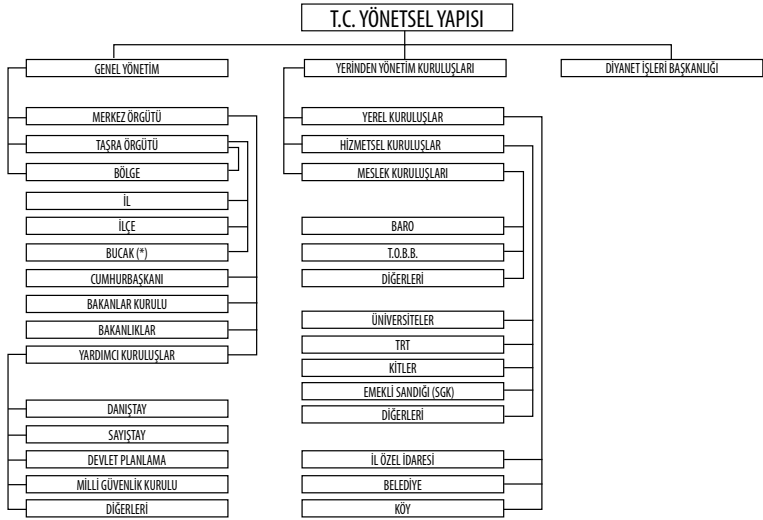 T.C. YÖNETSEL YAPISI
GENEL YÖNETİM
MERKEZ ÖRGÜTÜ
TAŞRA ÖRGÜTÜ
BÖLGE
İL
İLÇE
BUCAK (*)
CUMHURBAŞKANI
BAKANLAR KURULU
BAKANLIKLAR
YARDIMCI KURULUŞLAR
DANIŞTAY
SAYIŞTAY
DEVLET PLANLAMA
MİLLİ GÜVENLİK KURULU
DİĞERLERİ
YERİNDEN YÖNETİM KURULUŞLARI
YEREL KURULUŞLAR
HİZMETSEL KURULUŞLAR
MESLEK KURULUŞLARI
BARO
T.O.B.B.
DİĞERLERİ
ÜNİVERSİTELER
TRT
KİTLER
EMEKLİ SANDIĞI (SGK)
DİĞERLERİ
İL ÖZEL İDARESİ
BELEDİYE
KÖY
DİYANET İŞLERİ BAŞKANLIĞI